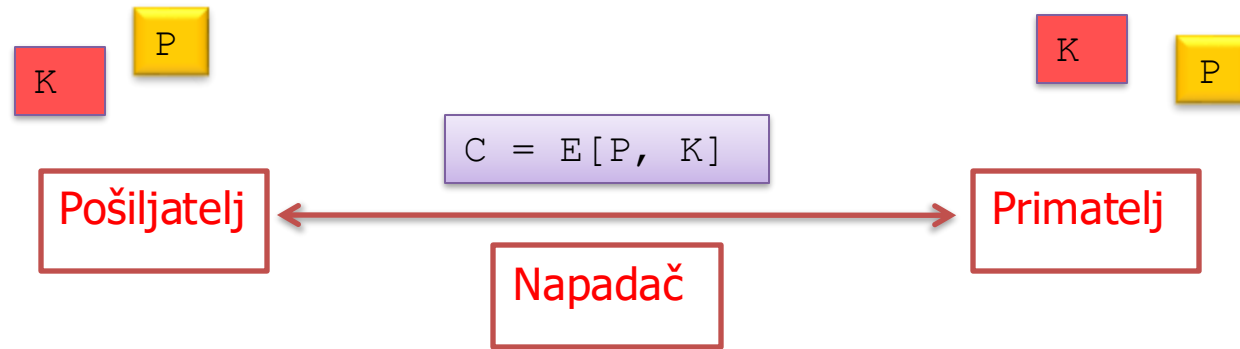 K
P
K
P
C = E[P, K]
Pošiljatelj
Primatelj
Napadač